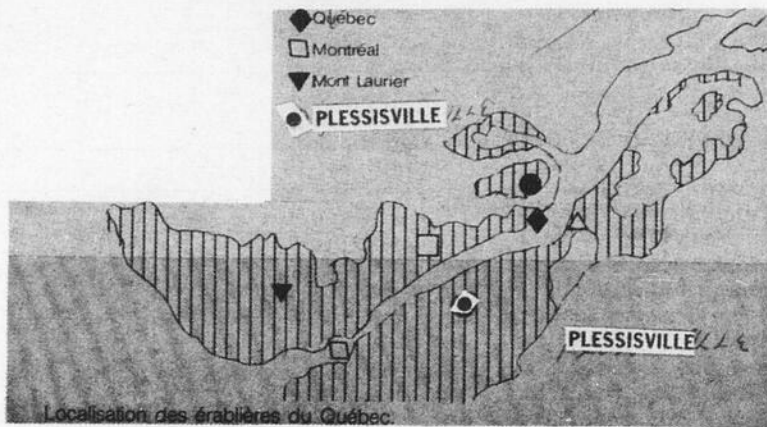 Québec
Montréal
Mont Laurier
PLESSISVILLE
PLESSISVILLE
Localisation des érablières du Québec.